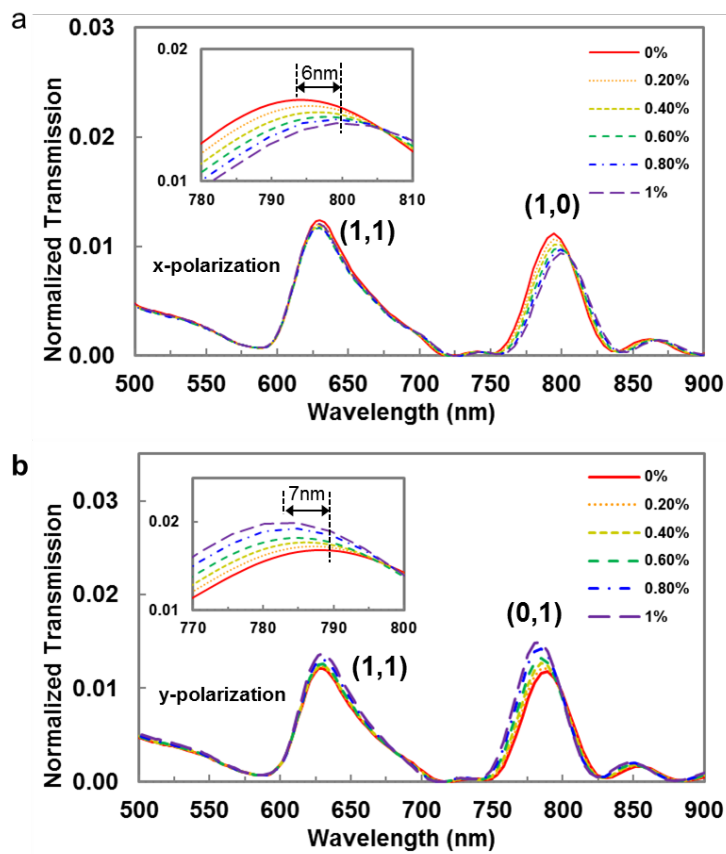 a
0.03
0.02
0.01
0.00
Normalized Transmission
0.02
0.01
6nm
780 790 800 810
0%
0.20%
0.40%
0.60%
0.80%
1%
(1,1)
(1,0)
x-polarization
500 550 600 650 700 750 800 850 900
Wavelength (nm)
b
0.03
0.02
0.01
0.00
Normalized Transmission
0.02
0.01
7nm
770 780 790 800
0%
0.20%
0.40%
0.60%
0.80%
1%
(0,1)
(1,1)
y-polarization
500 550 600 650 700 750 800 850 900
Wavelength (nm)